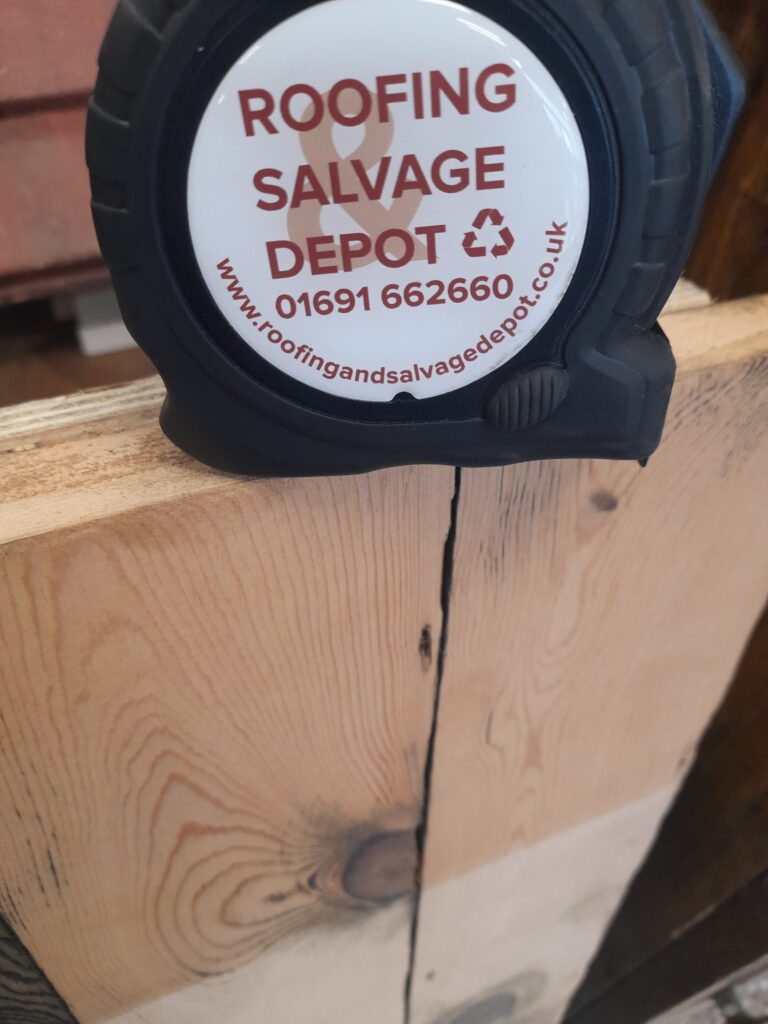 ROOFING
&
SALVAGE
DEPOT
01691 662660
www.roofingandsalvagedepot.co.uk